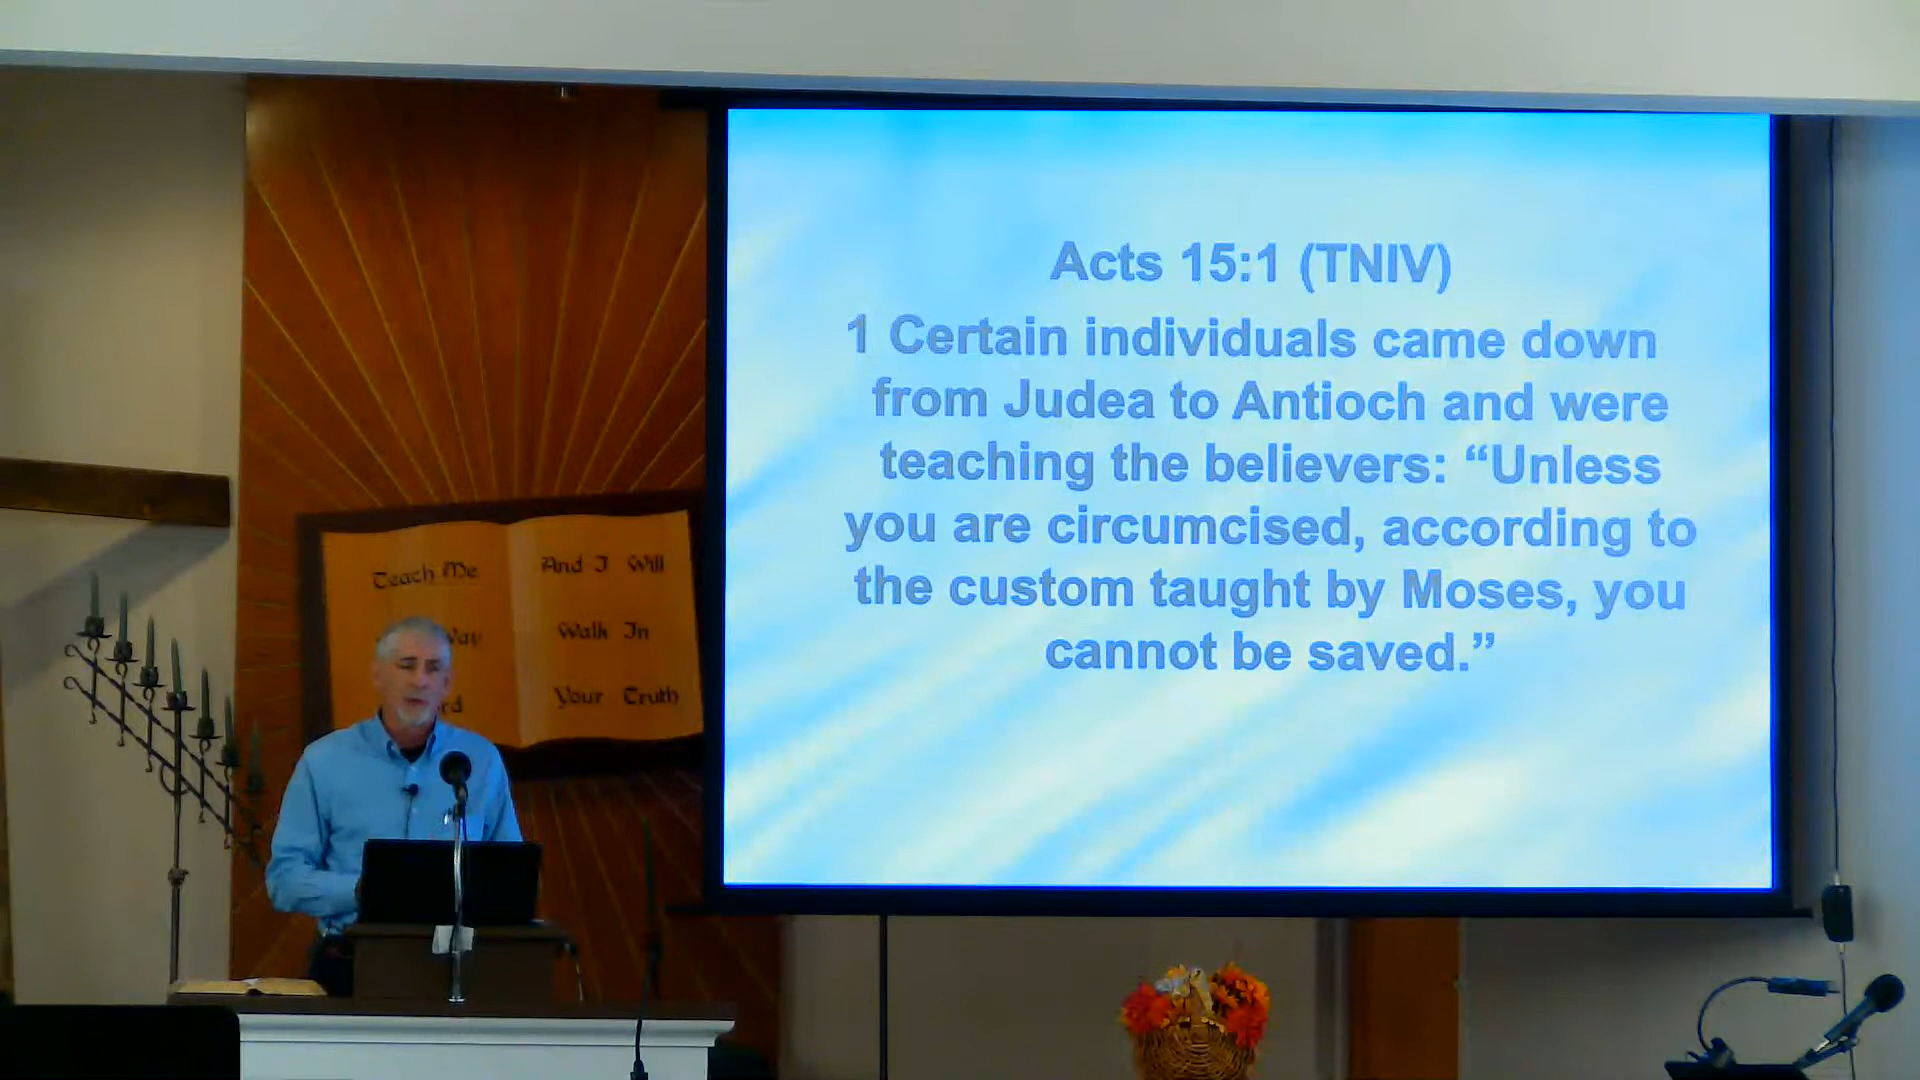 Acts 15:1 (TNIV)
1 Certain individuals came down
from Judea to Antioch and were
teaching the believers: “Unless
you are circumcised, according to
the custom taught by Moses, you
cannot be saved.”
Teach Me
Way
And I Will
Walk In
Your Truth